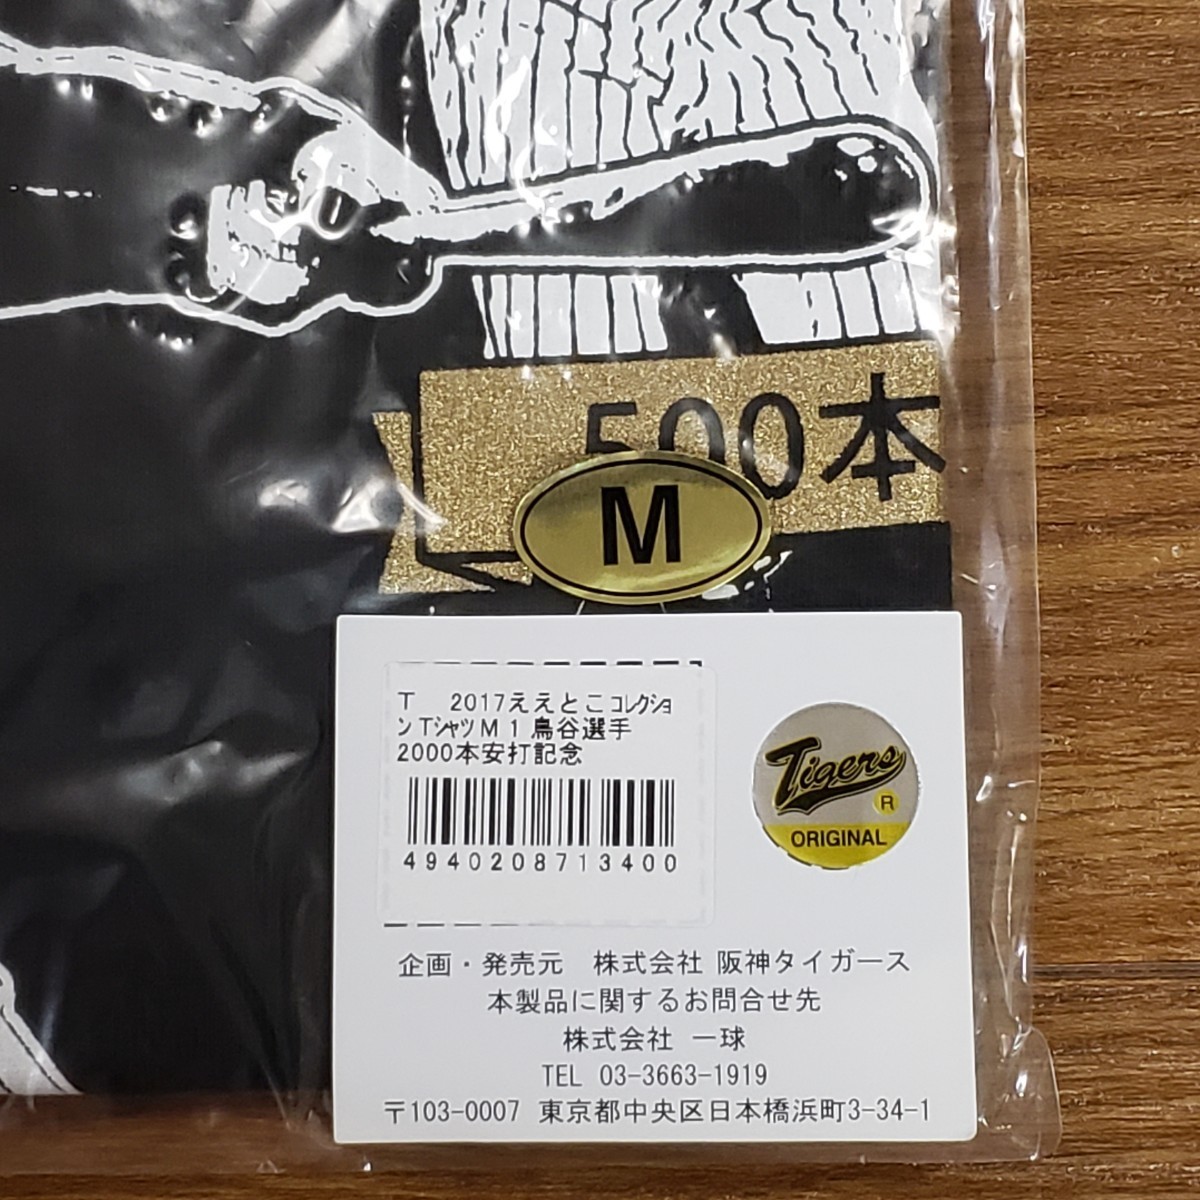 500本
M
T 2017ええとこｺﾚｸｼｮ
ﾝTｼｬﾂM1鳥谷選手
2000本安打記念
4940208713400
Tigers
R
ORIGINAL
企画・発売元 株式会社 阪神タイガース
本製品に関するお問合せ先
株式会社 一球
TEL 03-3663-1919
〒103-0007 東京都中央区日本橋浜町3-34-1